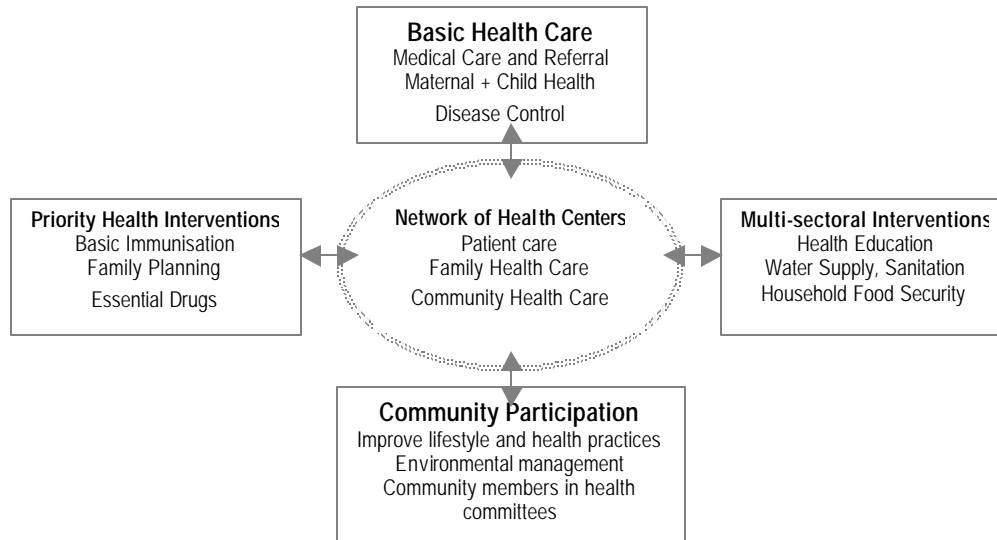 Basic Health Care
Medical Care and Referral
Maternal + Child Health
Disease Control
Priority Health Interventions
Basic Immunisation
Family Planning
Essential Drugs
Network of Health Centers
Patient care
Family Health Care
Community Health Care
Multi-sectoral Interventions
Health Education
Water Supply, Sanitation
Household Food Security
Community Participation
Improve lifestyle and health practices
Environmental management
Community members in health
committees